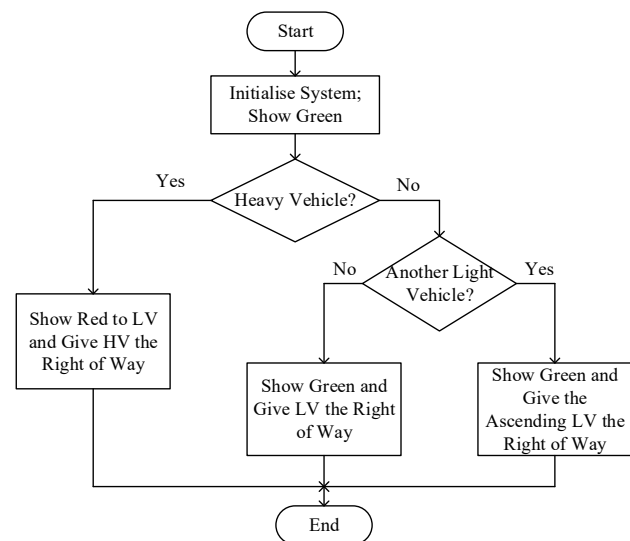 Start
Initialise System;
Show Green
Yes
No
Heavy Vehicle?
No
Another Light
Vehicle?
Yes
Show Red to LV
and Give HV the
Right of Way
Show Green and
Give LV the Right
of Way
Show Green and
Give the
Ascending LV the
Right of Way
End